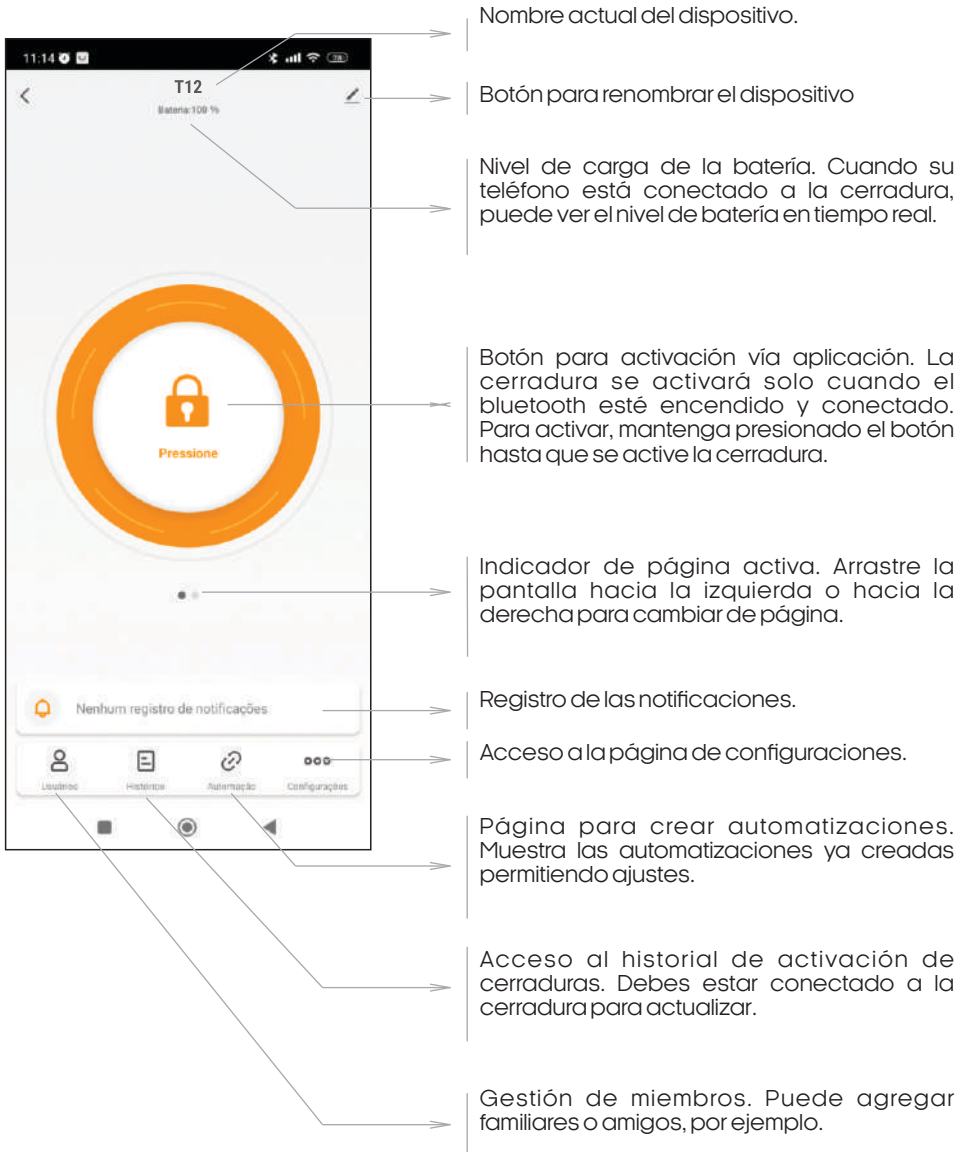 Nombre actual del dispositivo.
11:14
28
T12
Bateria:100 %
Botón para renombrar el dispositivo
Nivel de carga de la batería. Cuando su
teléfono está conectado a la cerradura,
puede ver el nivel de batería en tiempo real.
Pressione
Botón para activación vía aplicación. La
cerradura se activará solo cuando el
bluetooth esté encendido y conectado.
Para activar, mantenga presionado el botón
hasta que se active la cerradura.
Indicador de página activa. Arrastre la
pantalla hacia la izquierda o hacia la
derecha para cambiar de página.
Nenhum registro de notificações
Registro de las notificaciones.
Usuários
Histórico
Automação
Configurações
Acceso a la página de configuraciones.
Página para crear automatizaciones.
Muestra las automatizaciones ya creadas
permitiendo ajustes.
Acceso al historial de activación de
cerraduras. Debes estar conectado a la
cerradura para actualizar.
Gestión de miembros. Puede agregar
familiares o amigos, por ejemplo.